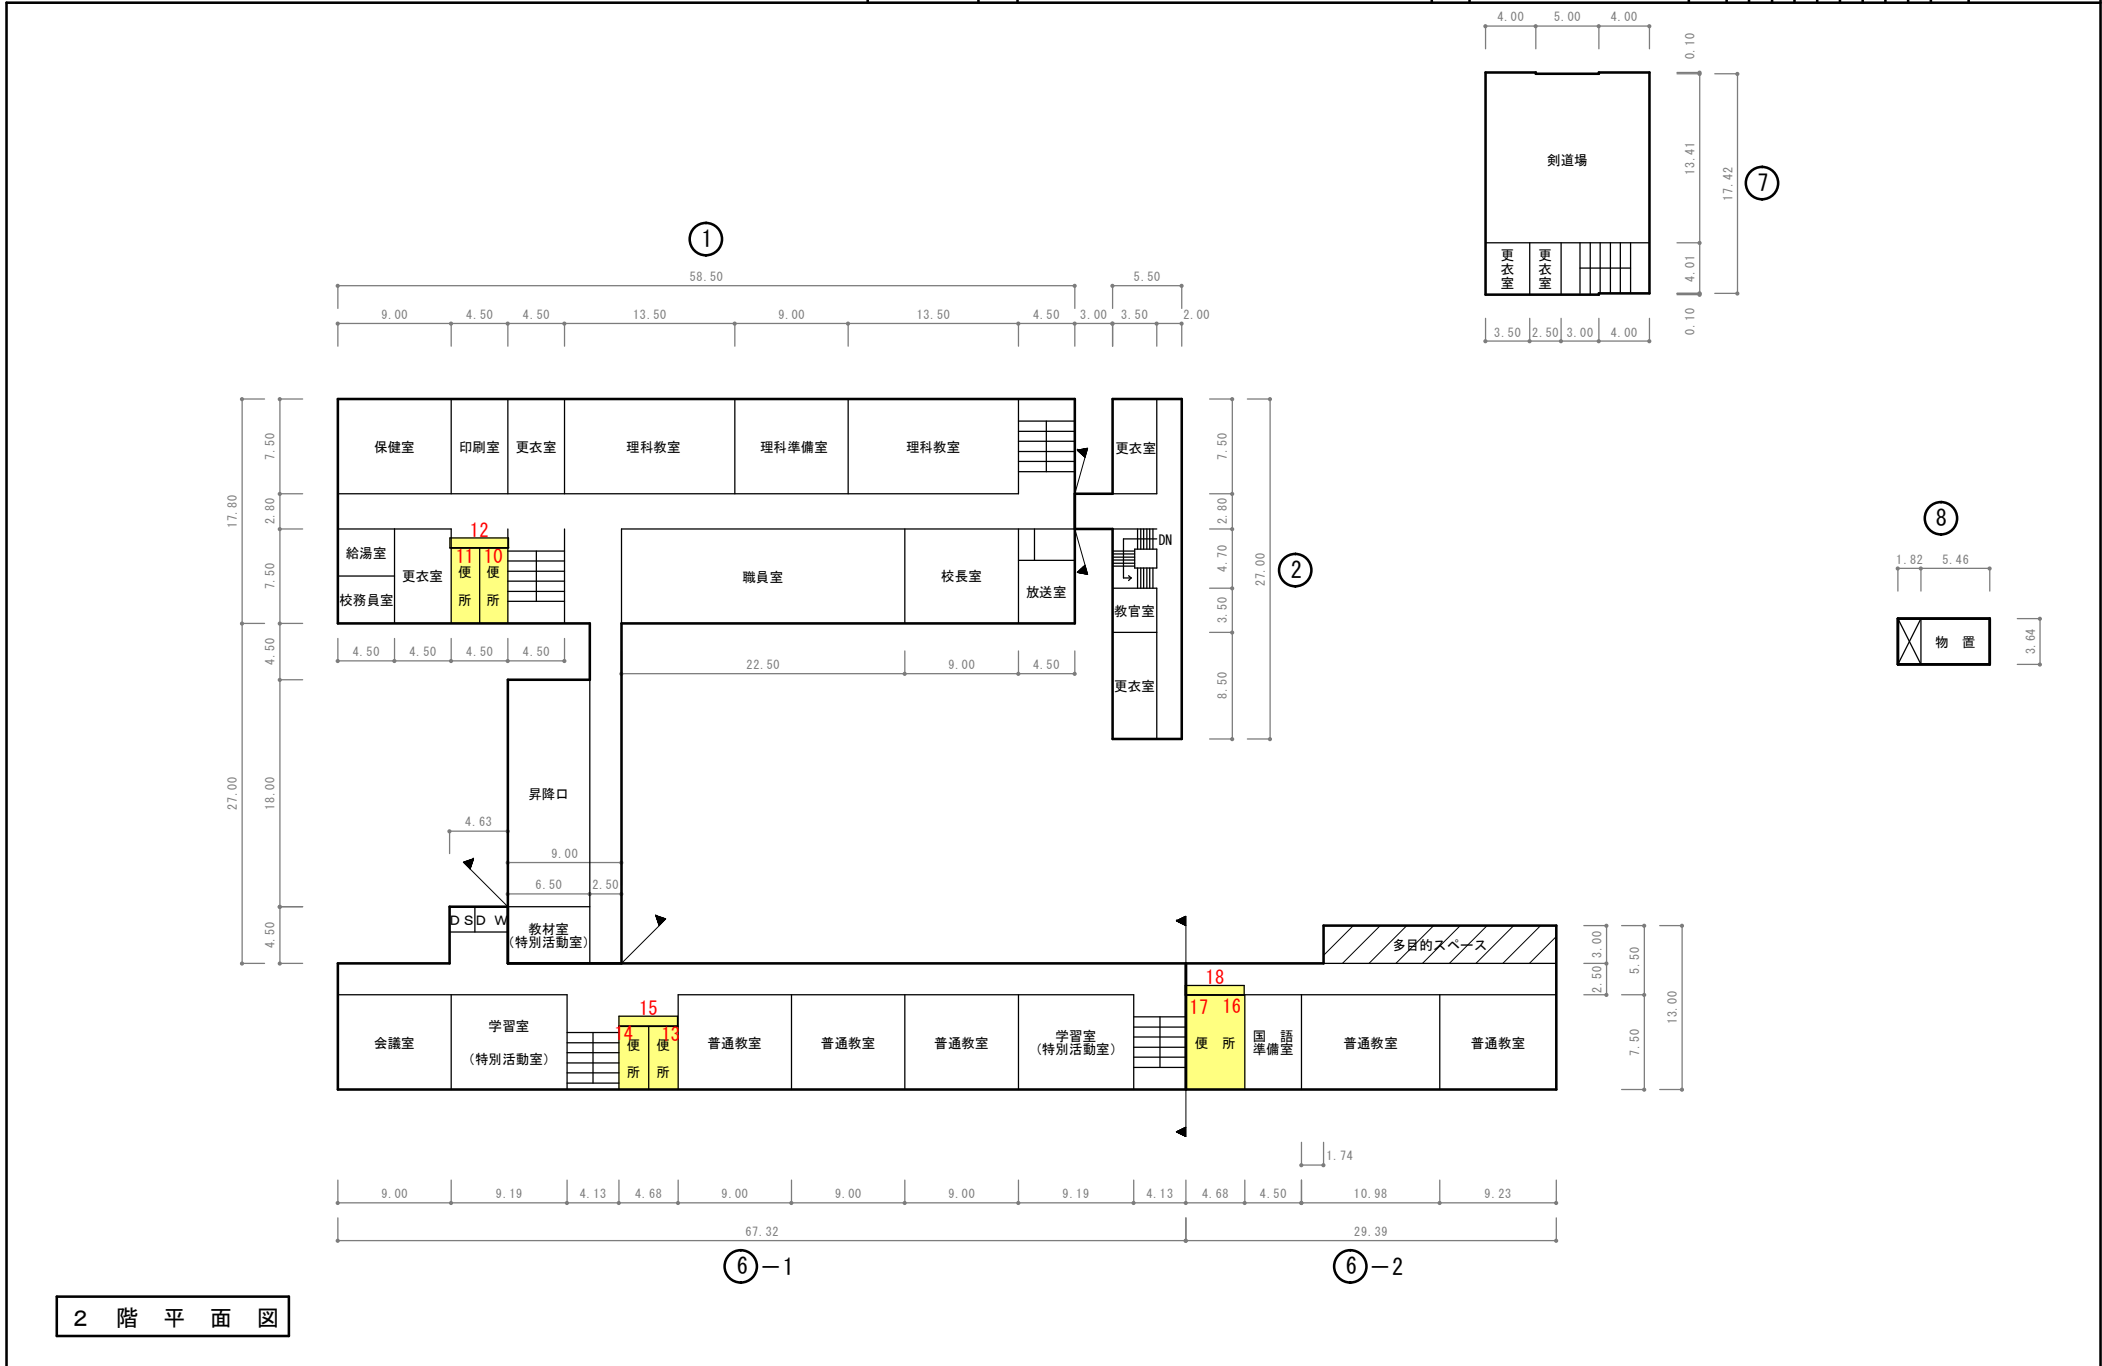 4.00 5.00 4.00
0.10
剣道場
13.41
17.42
⑦
更衣室
更衣室
4.01
0.10
3.50 2.50 3.00 4.00
①
58.50
5.50
9.00 4.50 4.50 13.50 9.00 13.50 4.50 3.00 3.50 2.00
7.50
保健室
印刷室
更衣室
理科教室
理科準備室
理科教室
更衣室
7.50
17.80
2.80
2.80
12
給湯室
更衣室
11
便所
10
便所
校務員室
7.50
職員室
校長室
放送室
DN
4.70
27.00
②
教官室
3.50
4.50 4.50 4.50 4.50
22.50 9.00 4.50
4.50
更衣室
8.50
⑧
1.82 5.46
物 置
3.64
27.00
18.00
昇降口
4.63
9.00
6.50 2.50
4.50
DS
DW
教材室
(特別活動室)
多目的スペース
3.00
2.50
5.50
13.00
7.50
会議室
学習室
(特別活動室)
15
14
便所
13
便所
普通教室
普通教室
普通教室
学習室
(特別活動室)
18
17
16
便 所
国 語
準備室
普通教室
普通教室
1.74
9.00 9.19 4.13 4.68 9.00 9.00 9.00 9.19 4.13 4.68 4.50 10.98 9.23
67.32 29.39
⑥－1
⑥－2
2 階 平 面 図